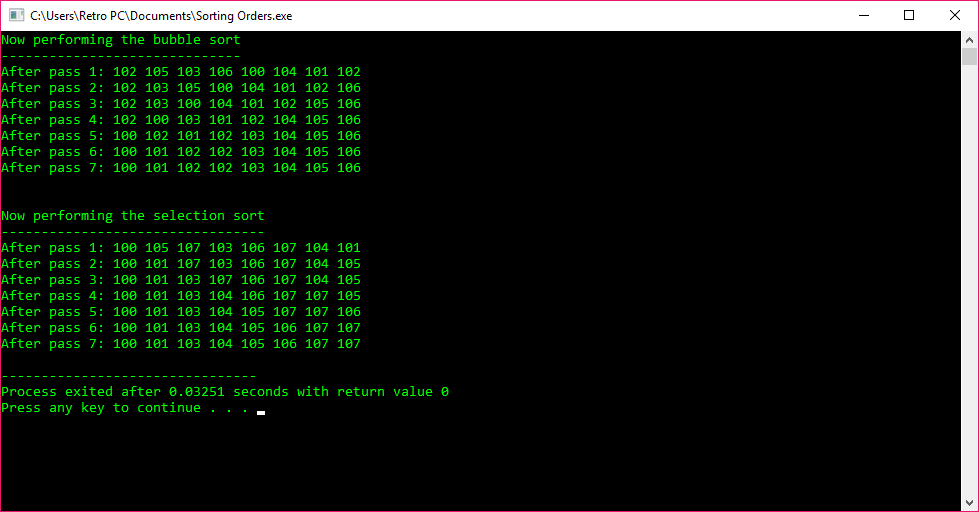 C:\Users\Retro PC\Documents\Sorting Orders.exe
Now performing the bubble sort
------------------------------
After pass 1: 102 105 103 106 100 104 101 102
After pass 2: 102 103 105 100 104 101 102 106
After pass 3: 102 103 100 104 101 102 105 106
After pass 4: 102 100 103 101 102 104 105 106
After pass 5: 100 102 101 102 103 104 105 106
After pass 6: 100 101 102 102 103 104 105 106
After pass 7: 100 101 102 102 103 104 105 106
Now performing the selection sort
---------------------------------
After pass 1: 100 105 107 103 106 107 104 101
After pass 2: 100 101 107 103 106 107 104 105
After pass 3: 100 101 103 107 106 107 104 105
After pass 4: 100 101 103 104 106 107 107 105
After pass 5: 100 101 103 104 105 107 107 106
After pass 6: 100 101 103 104 105 106 107 107
After pass 7: 100 101 103 104 105 106 107 107
--------------------------------
Process exited after 0.03251 seconds with return value 0
Press any key to continue . . .